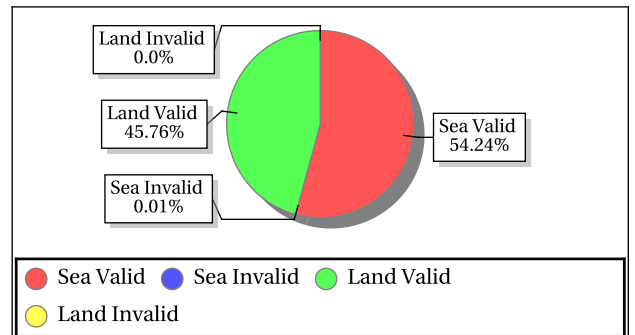 Land Invalid
0.0%
Land Valid
45.76%
Sea Valid
54.24%
Sea Invalid
0.01%
Sea Valid Sea Invalid Land Valid
Land Invalid